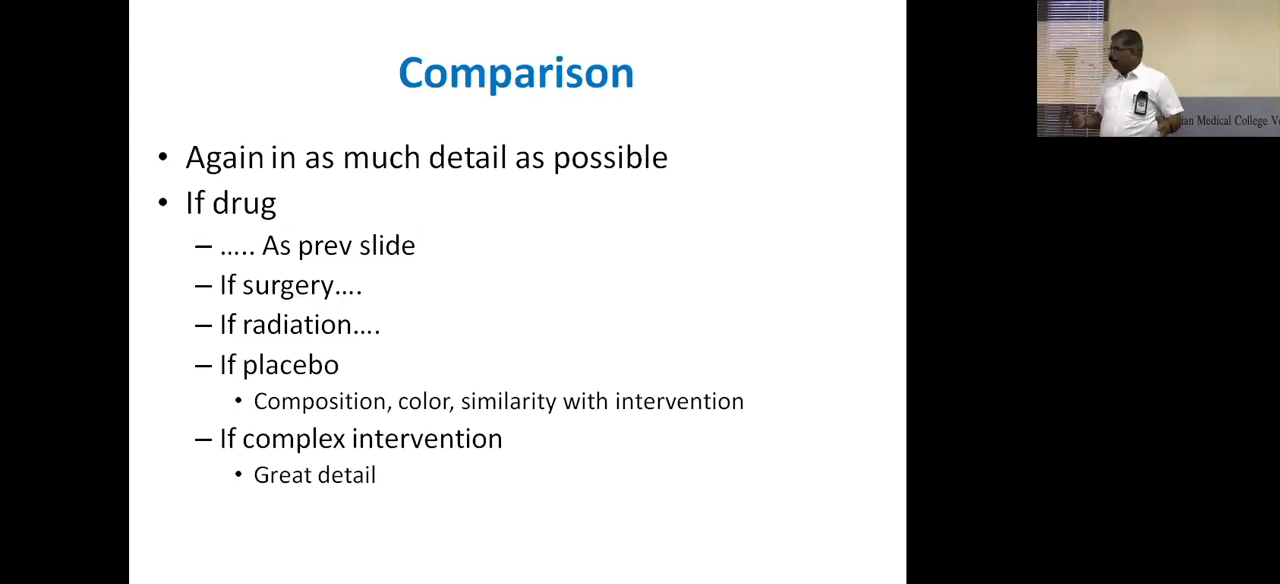 Comparison
• Again in as much detail as possible
• If drug
– ..... As prev slide
– If surgery....
– If radiation....
– If placebo
• Composition, color, similarity with intervention
– If complex intervention
• Great detail
Medical College